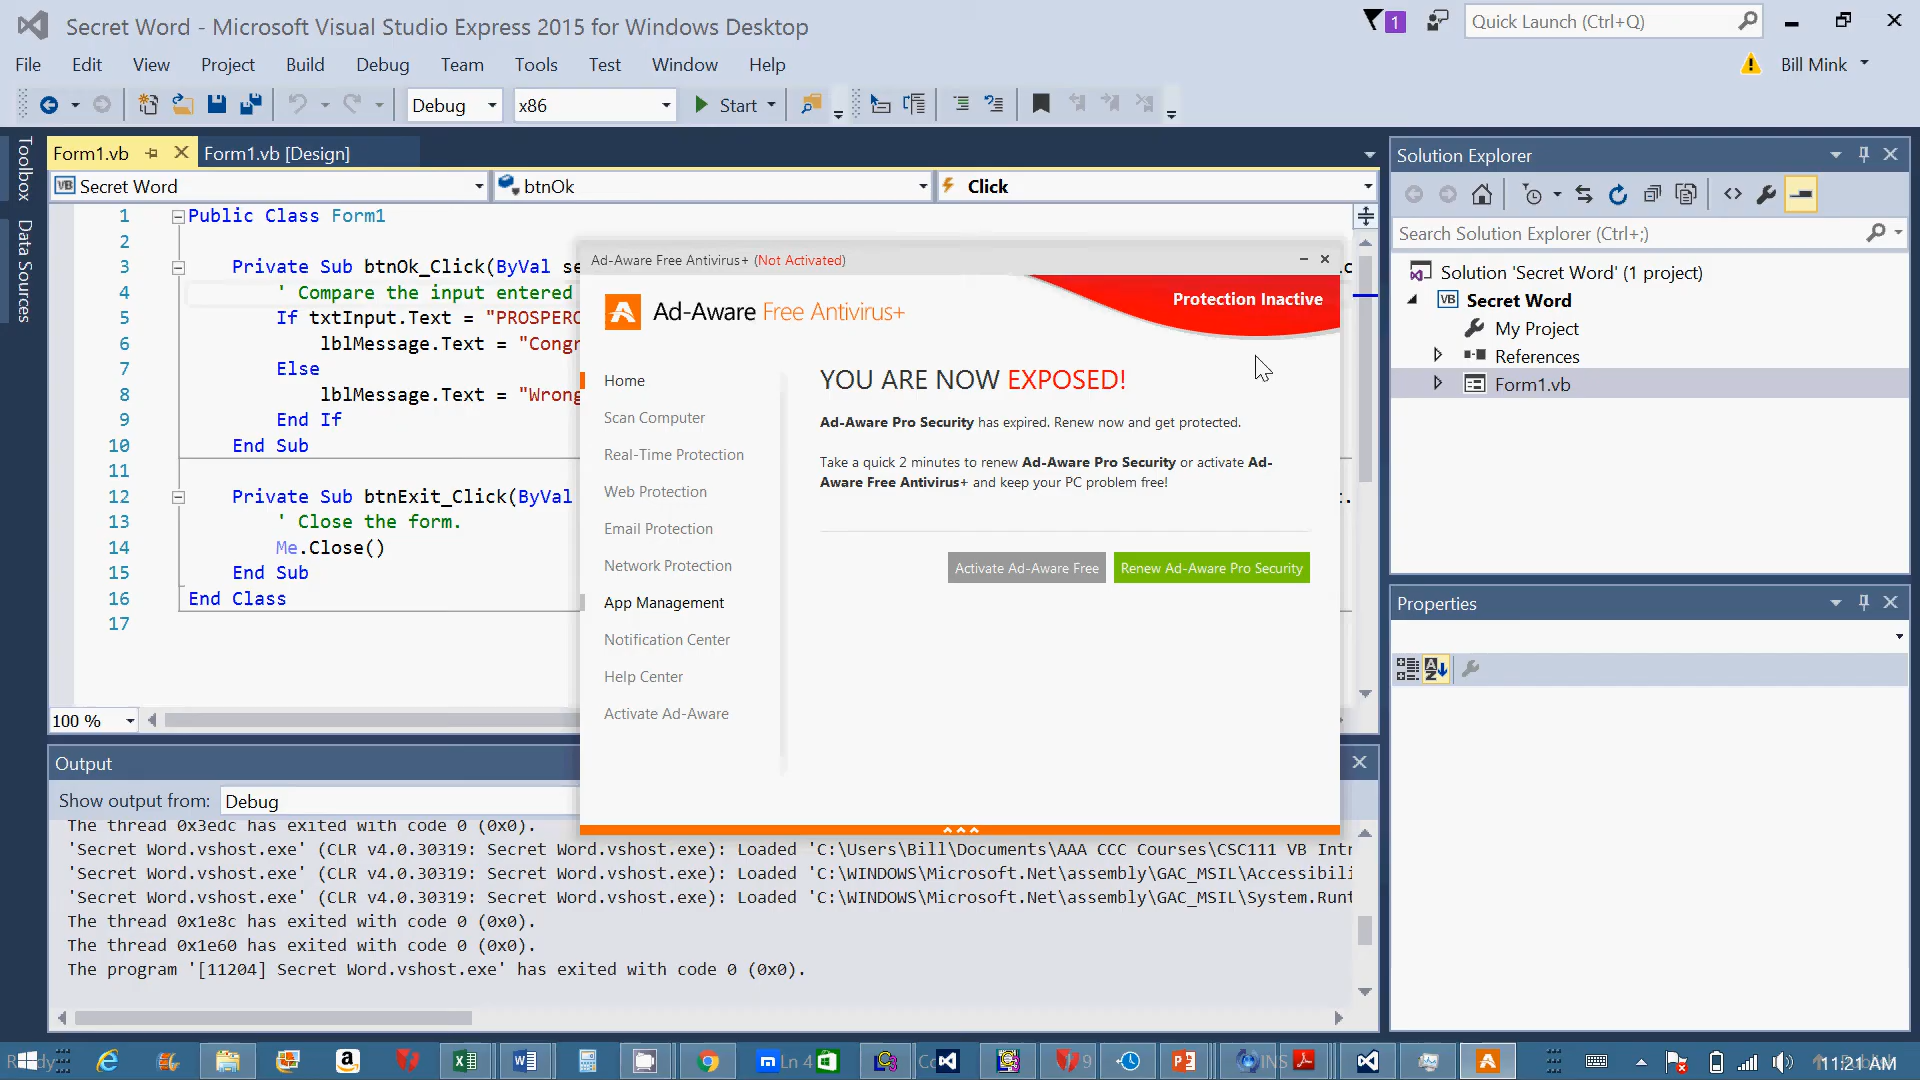 Secret Word - Microsoft Visual Studio Express 2015 for Windows Desktop
1
Quick Launch (Ctrl+Q)
File Edit View Project Build Debug Team Tools Test Window Help
Bill Mink
Debug x86 Start
Toolbox
Data Sources
Form1.vb
Form1.vb [Design]
Secret Word btnOk Click
1 Public Class Form1
2
3 Private Sub btnOk_Click(ByVal se
4 ' Compare the input entered
5 If txtInput.Text = "PROSPERO
6 lblMessage.Text = "Congr
7 Else
8 lblMessage.Text = "Wrong
9 End If
10 End Sub
11
12 Private Sub btnExit_Click(ByVal
13 ' Close the form.
14 Me.Close()
15 End Sub
16 End Class
17
100 %
Ad-Aware Free Antivirus+ (Not Activated)
Ad-Aware Free Antivirus+
Protection Inactive
Home
Scan Computer
Real-Time Protection
Web Protection
Email Protection
Network Protection
App Management
Notification Center
Help Center
Activate Ad-Aware
YOU ARE NOW EXPOSED!
Ad-Aware Pro Security has expired. Renew now and get protected.
Take a quick 2 minutes to renew Ad-Aware Pro Security or activate Ad-
Aware Free Antivirus+ and keep your PC problem free!
Activate Ad-Aware Free
Renew Ad-Aware Pro Security
Solution Explorer
Search Solution Explorer (Ctrl+;)
Solution 'Secret Word' (1 project)
Secret Word
My Project
References
Form1.vb
Properties
Output
Show output from: Debug
The thread 0x3edc has exited with code 0 (0x0).
'Secret Word.vshost.exe' (CLR v4.0.30319: Secret Word.vshost.exe): Loaded 'C:\Users\Bill\Documents\AAA CCC Courses\CSC111 VB Intr
'Secret Word.vshost.exe' (CLR v4.0.30319: Secret Word.vshost.exe): Loaded 'C:\WINDOWS\Microsoft.Net\assembly\GAC_MSIL\Accessibili
'Secret Word.vshost.exe' (CLR v4.0.30319: Secret Word.vshost.exe): Loaded 'C:\WINDOWS\Microsoft.Net\assembly\GAC_MSIL\System.Runt
The thread 0x1e8c has exited with code 0 (0x0).
The thread 0x1e60 has exited with code 0 (0x0).
The program '[11204] Secret Word.vshost.exe' has exited with code 0 (0x0).
Ln 4
9
INS
11:21 AM